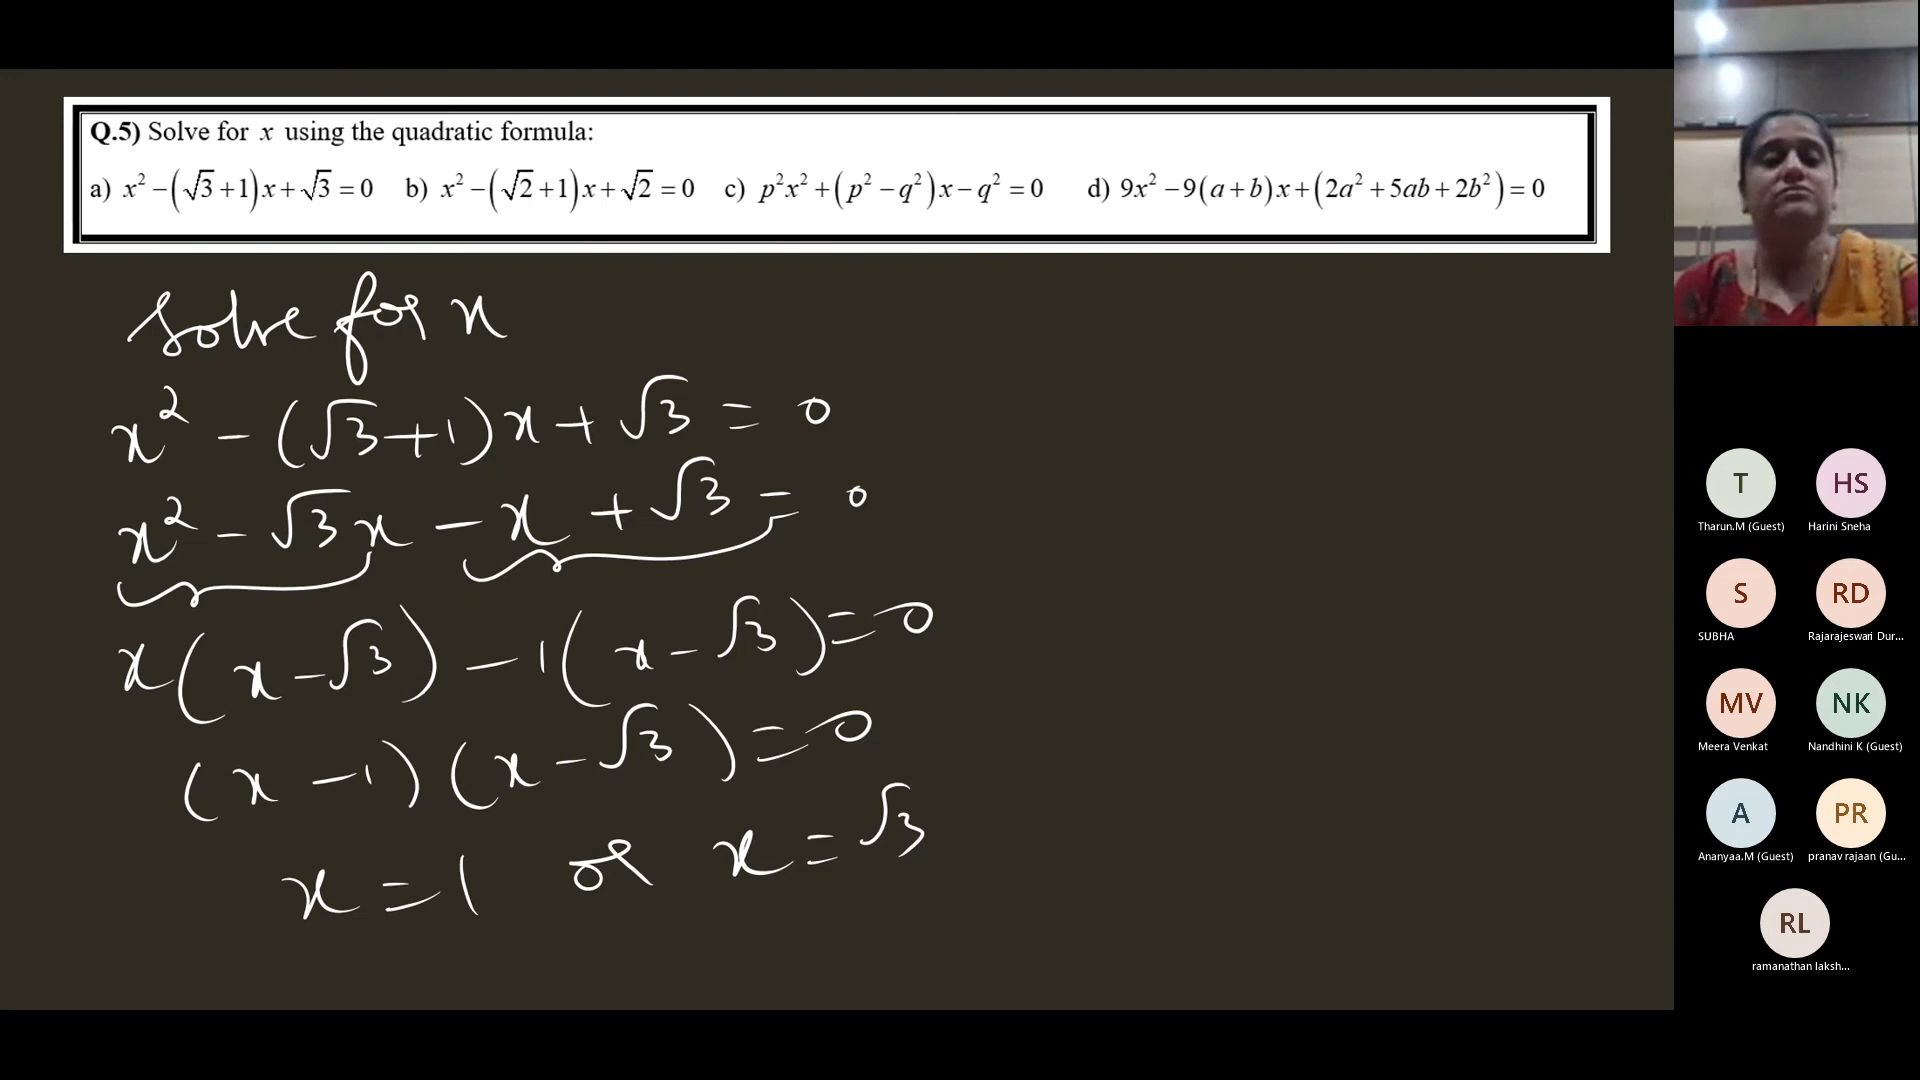 Q.5) Solve for x using the quadratic formula:
a) x² − (√3 + 1)x + √3 = 0 b) x² − (√2 + 1)x + √2 = 0 c) p²x² + (p² − q²)x − q² = 0 d) 9x² − 9(a + b)x + (2a² + 5ab + 2b²) = 0
Solve for x
x² − (√3+1)x + √3 = 0
x² − √3x − x + √3 = 0
x(x−√3) − 1(x−√3) = 0
(x − 1)(x − √3) = 0
x = 1 or x = √3
T HS
Tharun.M (Guest) Harini Sneha
S RD
SUBHA Rajarajeswari Dur...
MV NK
Meera Venkat Nandhini K (Guest)
A PR
Ananyaa.M (Guest) pranav rajaan (Gu...
RL
ramanathan laksh...